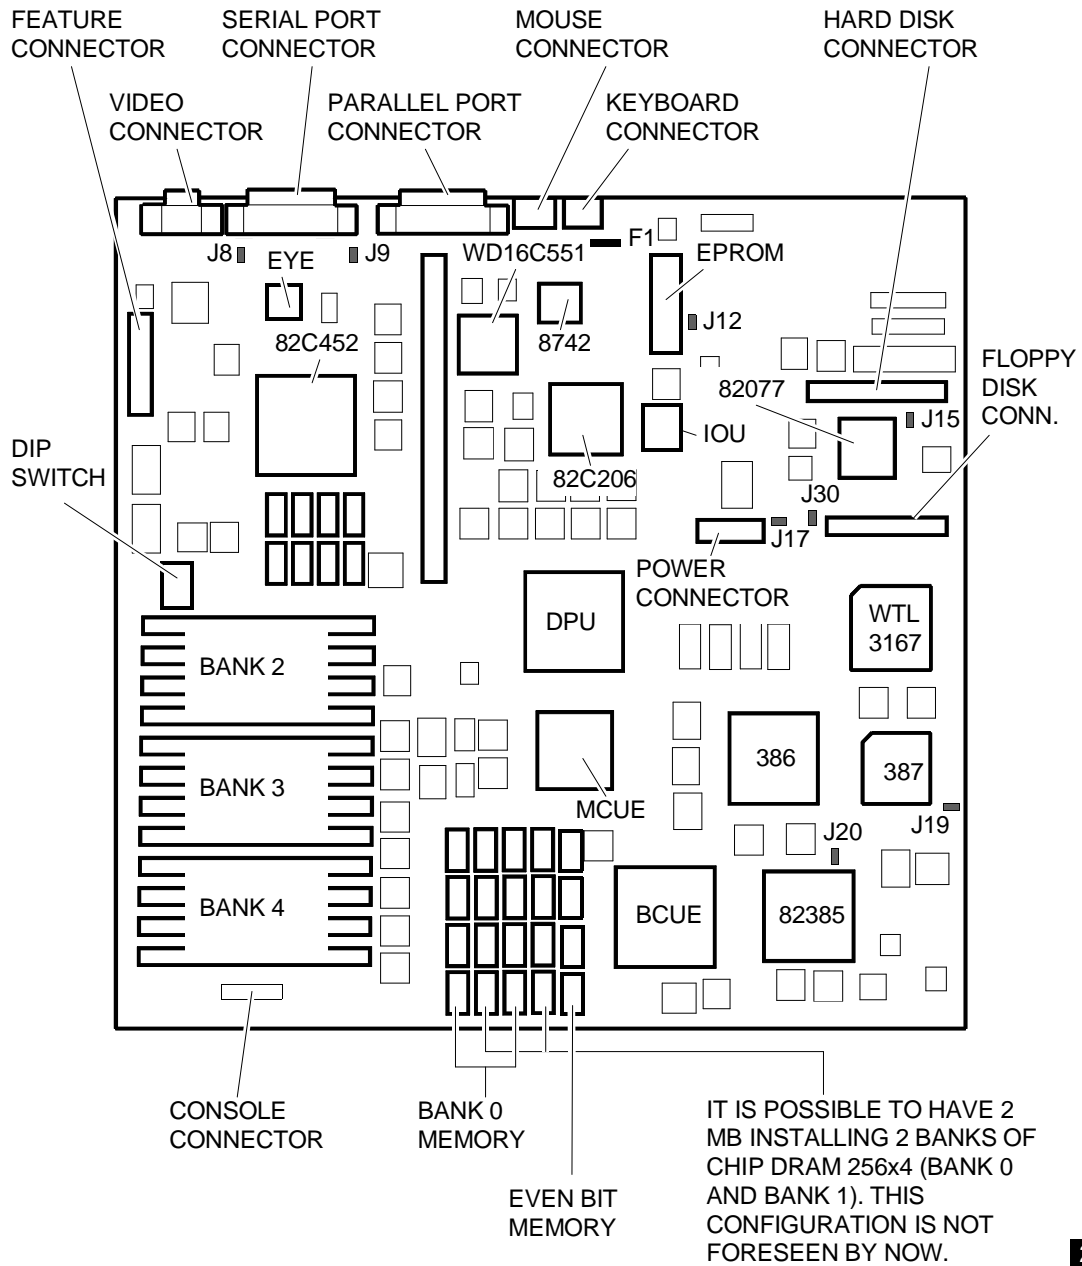 FEATURE
CONNECTOR
SERIAL PORT
CONNECTOR
MOUSE
CONNECTOR
HARD DISK
CONNECTOR
VIDEO
CONNECTOR
PARALLEL PORT
CONNECTOR
KEYBOARD
CONNECTOR
J8
EYE
J9
WD16C551
F1
EPROM
J12
82C452
8742
FLOPPY
DISK
CONN.
82077
J15
IOU
DIP
SWITCH
82C206
J30
J17
POWER
CONNECTOR
DPU
WTL
3167
BANK 2
386
387
BANK 3
MCUE
J19
J20
BANK 4
BCUE
82385
CONSOLE
CONNECTOR
BANK 0
MEMORY
EVEN BIT
MEMORY
IT IS POSSIBLE TO HAVE 2
MB INSTALLING 2 BANKS OF
CHIP DRAM 256x4 (BANK 0
AND BANK 1). THIS
CONFIGURATION IS NOT
FORESEEN BY NOW.